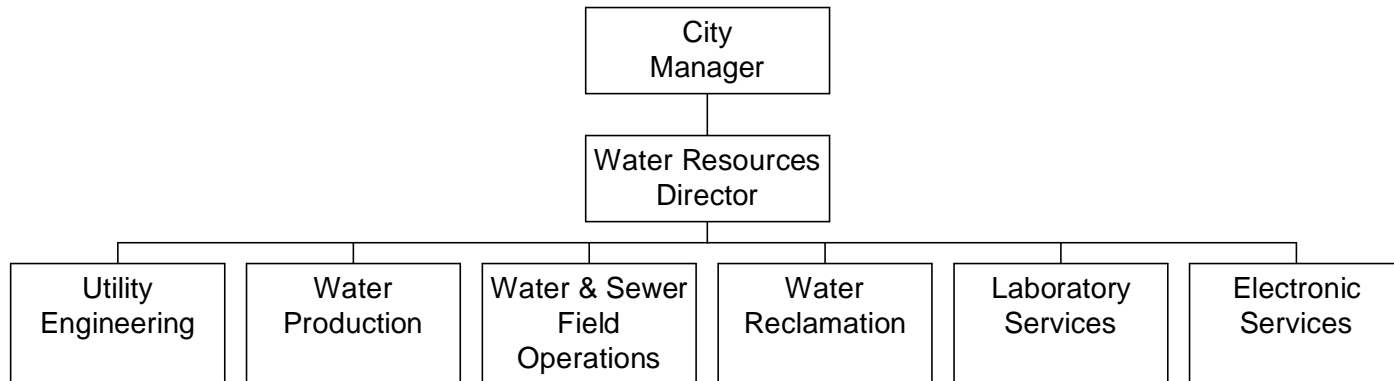 City
Manager
Water Resources
Director
Utility
Engineering
Water
Production
Water & Sewer
Field
Operations
Water
Reclamation
Laboratory
Services
Electronic
Services